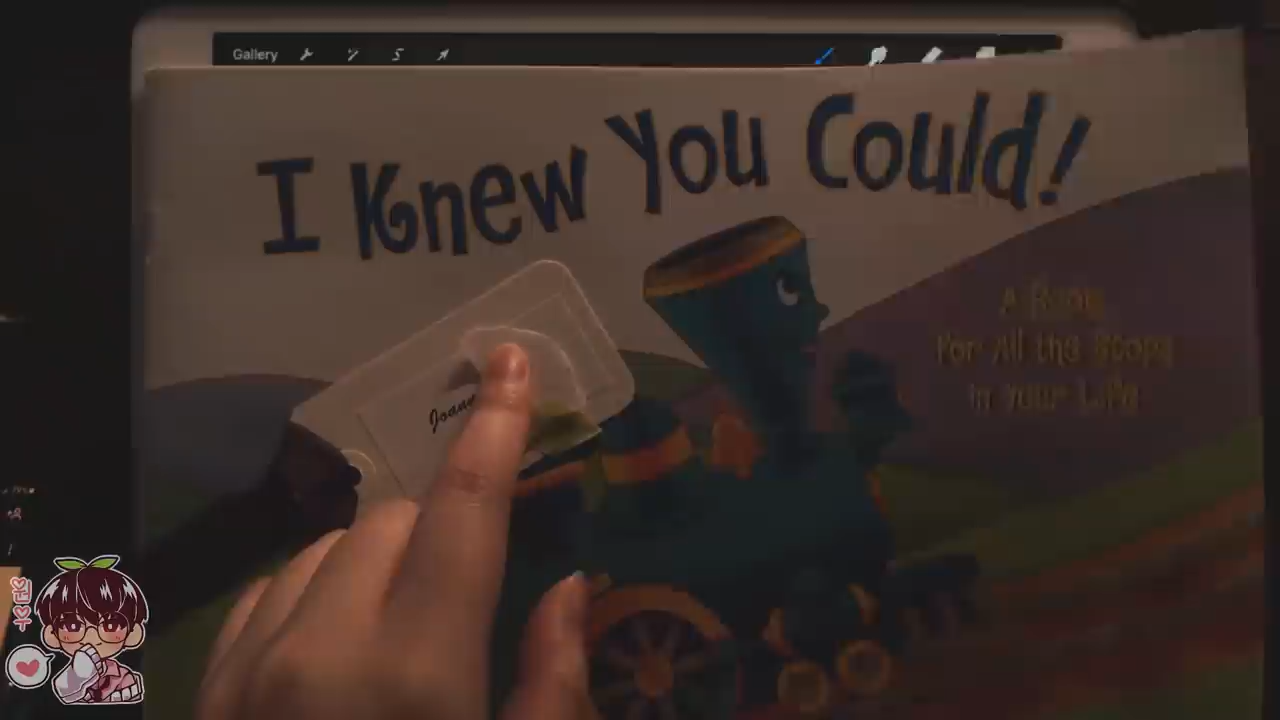 Gallery
I Knew You Could!
A Book
For All the Stops
in Your Life